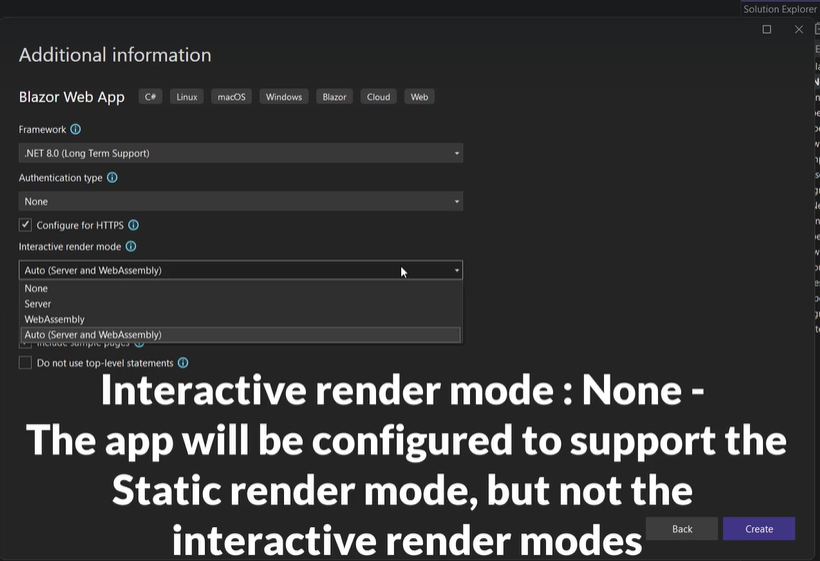 Solution Explorer
Additional information
Blazor Web App C# Linux macOS Windows Blazor Cloud Web
Framework
.NET 8.0 (Long Term Support)
Authentication type
None
Configure for HTTPS
Interactive render mode
Auto (Server and WebAssembly)
None
Server
WebAssembly
Auto (Server and WebAssembly)
Include sample pages
Do not use top-level statements
Interactive render mode : None -
The app will be configured to support the
Static render mode, but not the
interactive render modes
Back Create